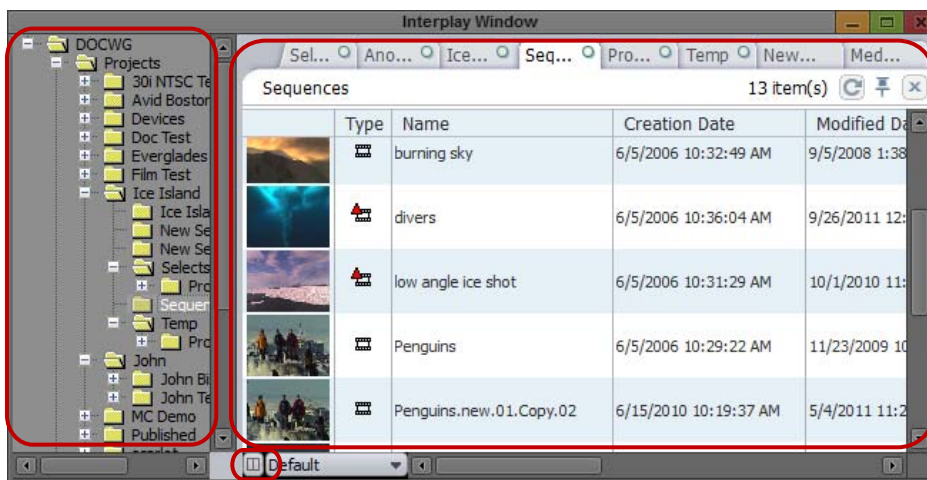 Interplay Window
DOCWG
Projects
30i NTSC Te
Avid Boston
Devices
Doc Test
Everglades
Film Test
Ice Island
Ice Isla
New Se
New Se
Selects
Pro
Sequen
Temp
Pro
John
John Bi
John Te
MC Demo
Published
Sel... Ano... Ice... Seq... Pro... Temp New... Med...
Sequences 13 item(s)
Type Name Creation Date Modified Da
burning sky 6/5/2006 10:32:49 AM 9/5/2008 1:38
divers 6/5/2006 10:36:04 AM 9/26/2011 12:
low angle ice shot 6/5/2006 10:31:29 AM 10/1/2010 11:
Penguins 6/5/2006 10:29:22 AM 11/23/2009 10
Penguins.new.01.Copy.02 6/15/2010 10:19:37 AM 5/4/2011 11:2
Default